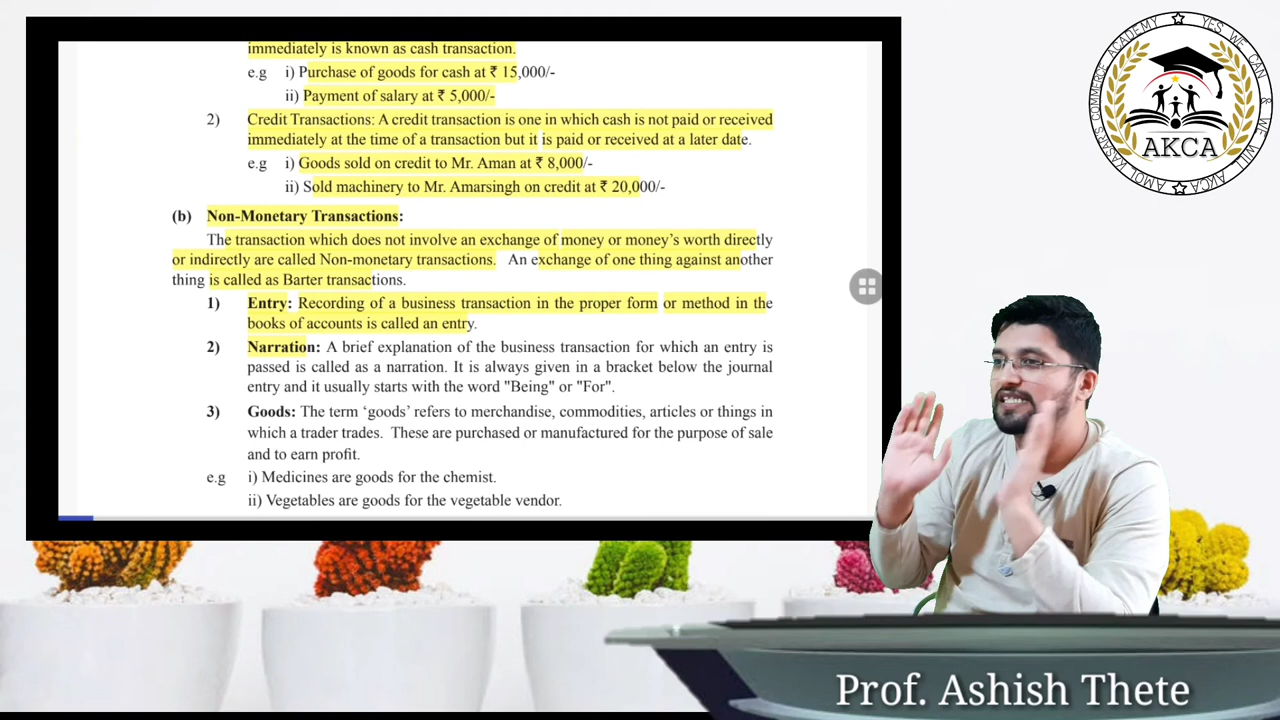 immediately is known as cash transaction.
e.g i) Purchase of goods for cash at ₹ 15,000/-
ii) Payment of salary at ₹ 5,000/-
2) Credit Transactions: A credit transaction is one in which cash is not paid or received
immediately at the time of a transaction but it is paid or received at a later date.
e.g i) Goods sold on credit to Mr. Aman at ₹ 8,000/-
ii) Sold machinery to Mr. Amarsingh on credit at ₹ 20,000/-
(b) Non-Monetary Transactions:
The transaction which does not involve an exchange of money or money’s worth directly
or indirectly are called Non-monetary transactions. An exchange of one thing against another
thing is called as Barter transactions.
1) Entry: Recording of a business transaction in the proper form or method in the
books of accounts is called an entry.
2) Narration: A brief explanation of the business transaction for which an entry is
passed is called as a narration. It is always given in a bracket below the journal
entry and it usually starts with the word "Being" or "For".
3) Goods: The term ‘goods’ refers to merchandise, commodities, articles or things in
which a trader trades. These are purchased or manufactured for the purpose of sale
and to earn profit.
e.g i) Medicines are goods for the chemist.
ii) Vegetables are goods for the vegetable vendor.
AMOL KASAR'S COMMERCE ACADEMY
YES WE CAN & WE WILL
AKCA
AKCA
Prof. Ashish Thete